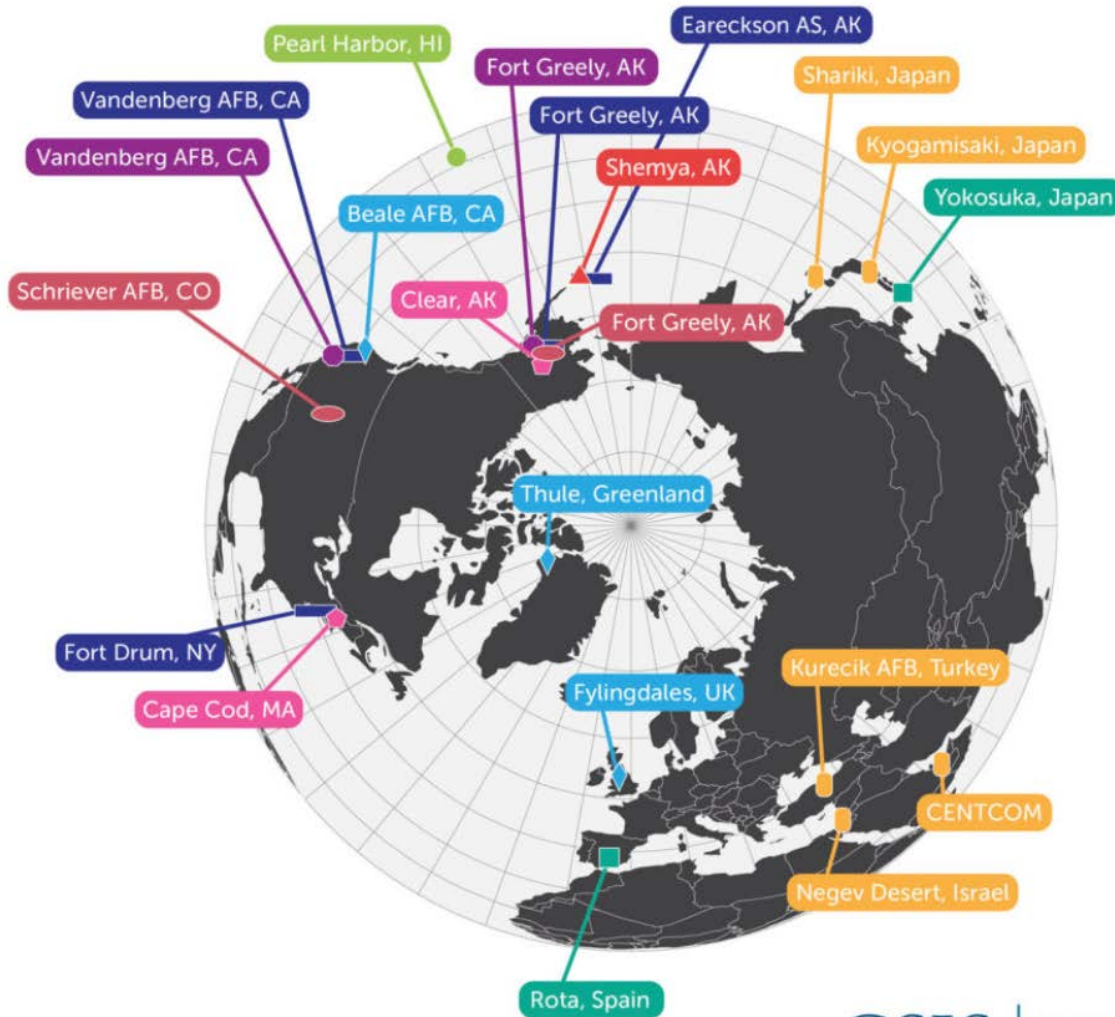 Eareckson AS, AK
Pearl Harbor, HI
Fort Greely, AK
Shariki, Japan
Vandenberg AFB, CA
Fort Greely, AK
Kyogamisaki, Japan
Vandenberg AFB, CA
Shemya, AK
Yokosuka, Japan
Beale AFB, CA
Schriever AFB, CO
Clear, AK
Fort Greely, AK
Thule, Greenland
Fort Drum, NY
Kurecik AFB, Turkey
Fylingdales, UK
Cape Cod, MA
CENTCOM
Negev Desert, Israel
Rota, Spain